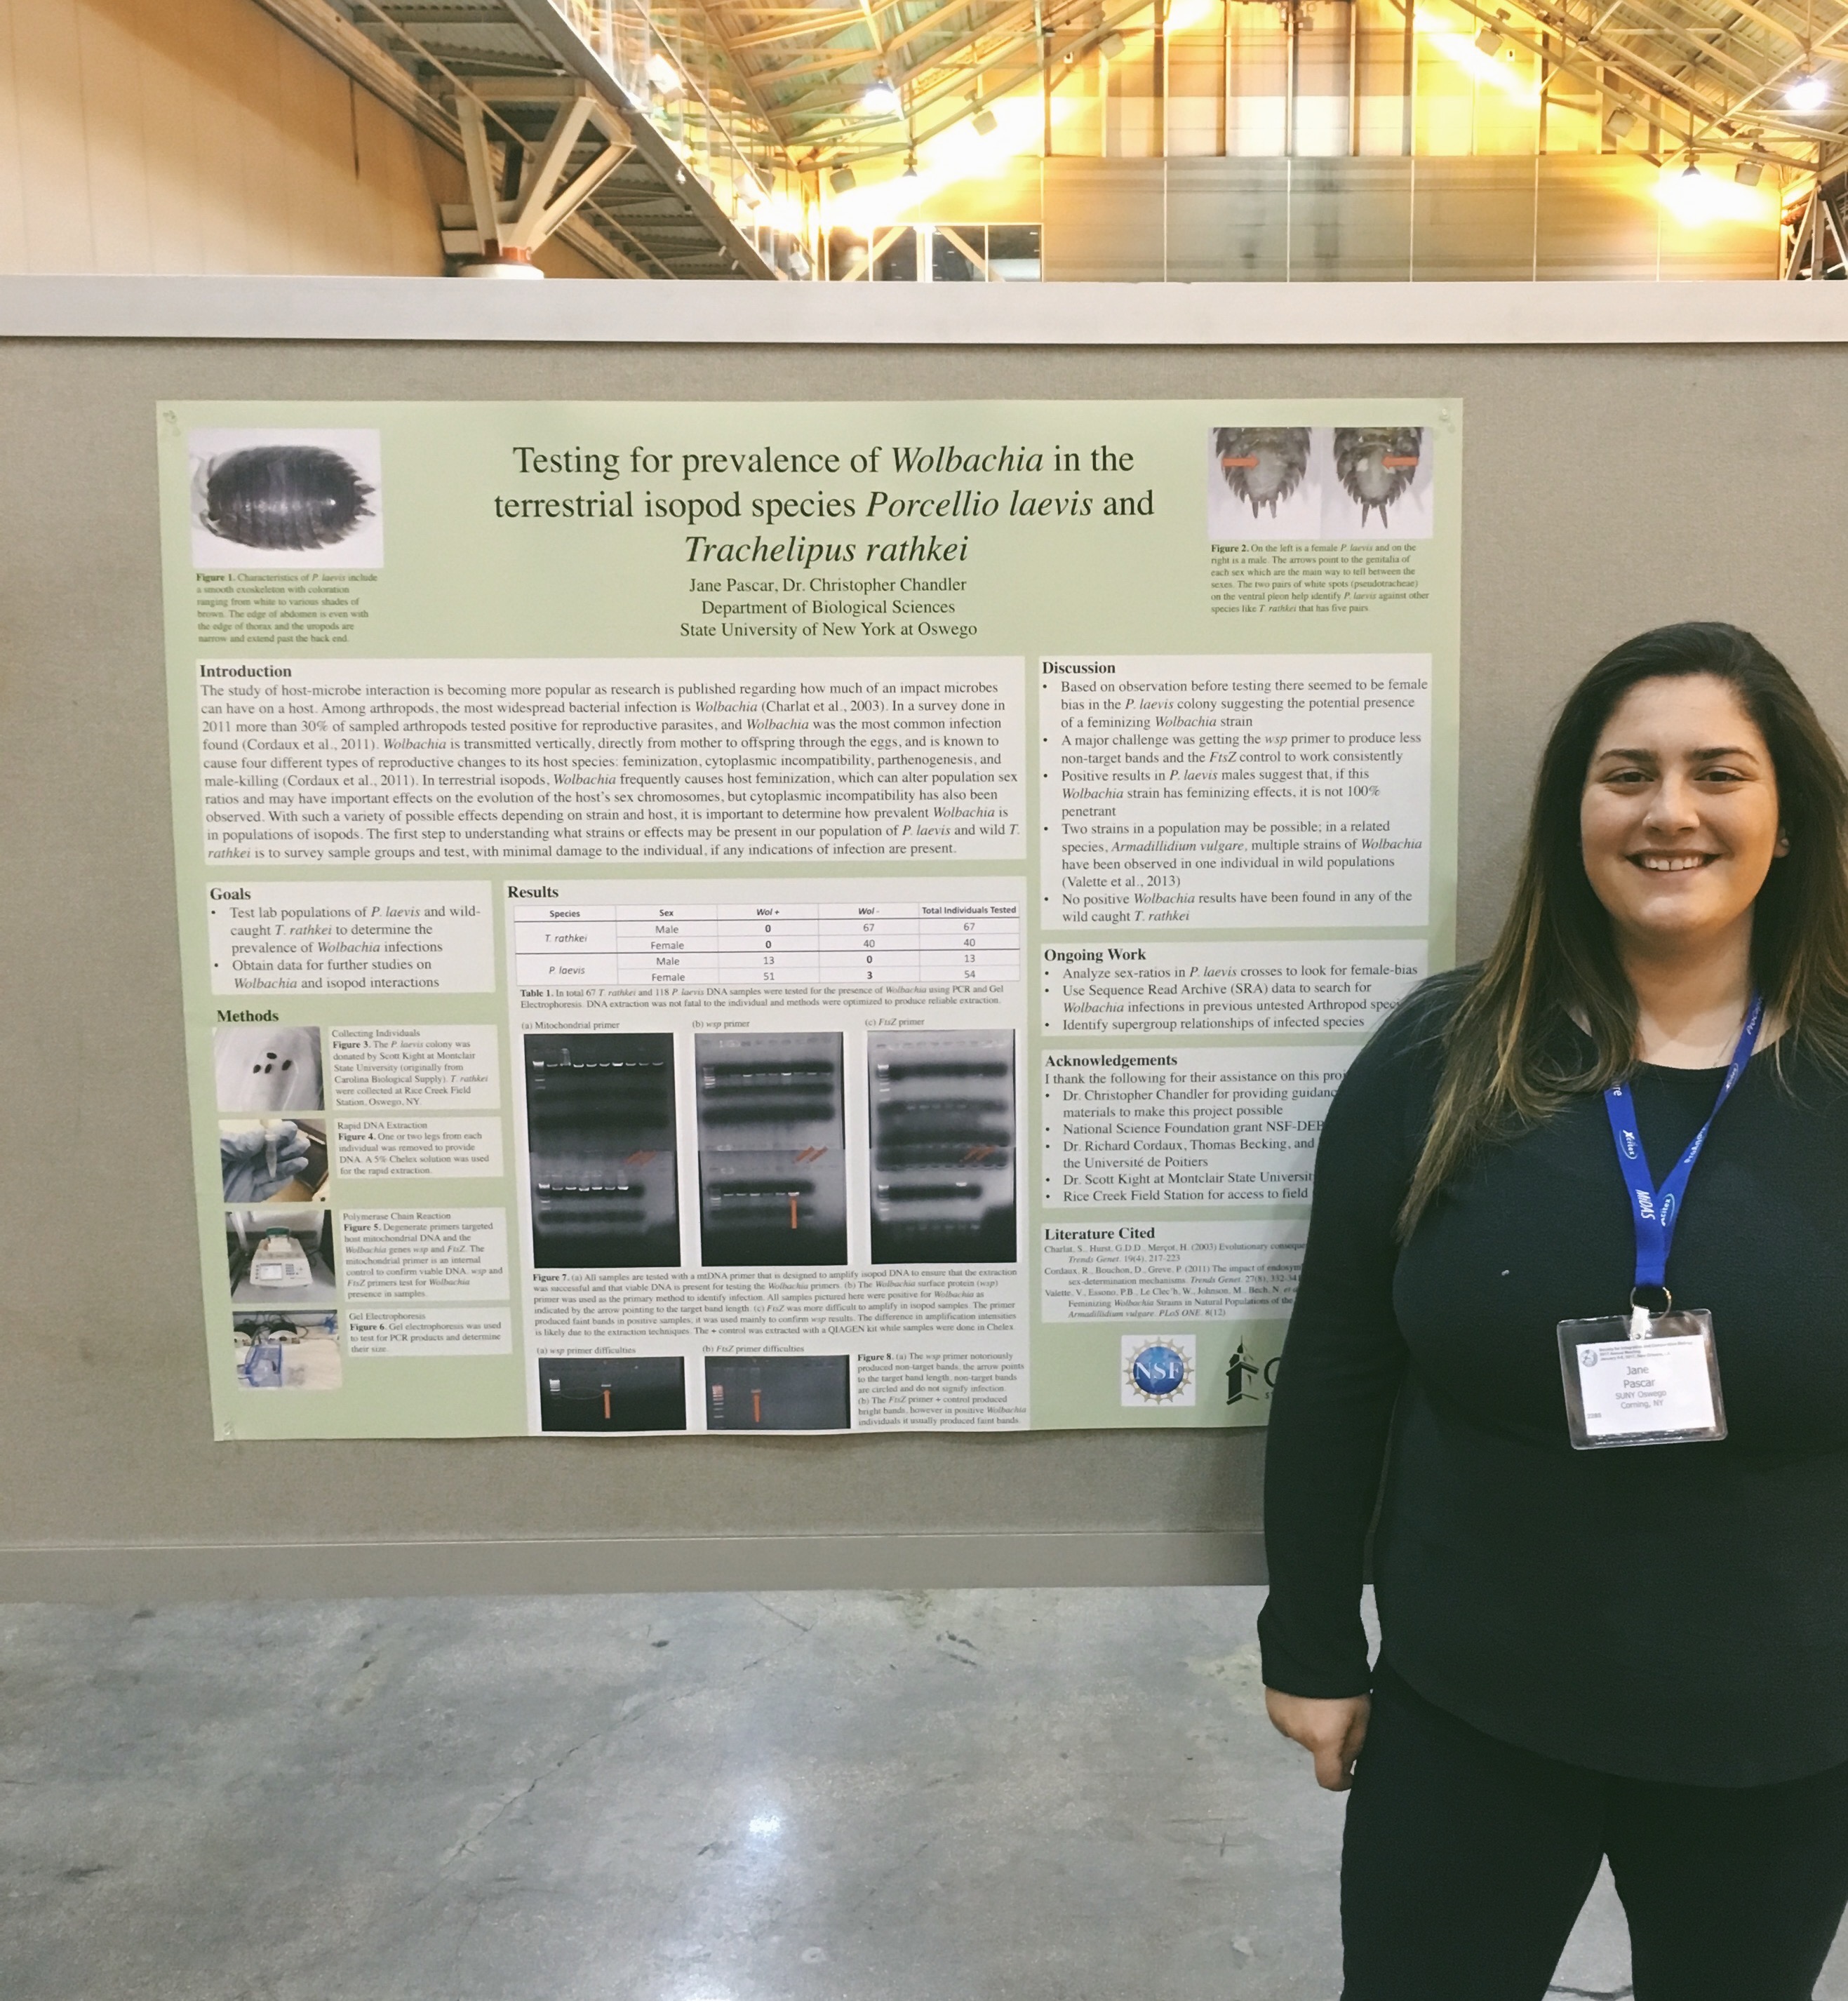 Testing for prevalence of Wolbachia in the
terrestrial isopod species Porcellio laevis and
Trachelipus rathkei
Jane Pascar, Dr. Christopher Chandler
Department of Biological Sciences
State University of New York at Oswego
Figure 1. Characteristics of P. laevis include
a smooth exoskeleton with coloration
ranging from white to various shades of
brown. The edge of abdomen is even with
the edge of thorax and the uropods are
narrow and extend past the back end.
Figure 2. On the left is a female P. laevis and on the
right is a male. The arrows point to the genitalia of
each sex which are the main way to tell between the
sexes. The two pairs of white spots (pseudotracheae)
on the ventral pleon help identify P. laevis against other
species like T. rathkei that has five pairs.
Introduction
The study of host-microbe interaction is becoming more popular as research is published regarding how much of an impact microbes
can have on a host. Among arthropods, the most widespread bacterial infection is Wolbachia (Charlat et al., 2003). In a survey done in
2011 more than 30% of sampled arthropods tested positive for reproductive parasites, and Wolbachia was the most common infection
found (Cordaux et al., 2011). Wolbachia is transmitted vertically, directly from mother to offspring through the eggs, and is known to
cause four different types of reproductive changes to its host species: feminization, cytoplasmic incompatibility, parthenogenesis, and
male-killing (Cordaux et al., 2011). In terrestrial isopods, Wolbachia frequently causes host feminization, which can alter population sex
ratios and may have important effects on the evolution of the host's sex chromosomes, but cytoplasmic incompatibility has also been
observed. With such a variety of possible effects depending on strain and host, it is important to determine how prevalent Wolbachia is
in populations of isopods. The first step to understanding what strains or effects may be present in our population of P. laevis and wild T.
rathkei is to survey sample groups and test, with minimal damage to the individual, if any indications of infection are present.
Goals
• Test lab populations of P. laevis and wild-
caught T. rathkei to determine the
prevalence of Wolbachia infections
• Obtain data for further studies on
Wolbachia and isopod interactions
Methods
Collecting Individuals
Figure 3. The P. laevis colony was
donated by Scott Kight at Montclair
State University (originally from
Carolina Biological Supply). T. rathkei
were collected at Rice Creek Field
Station, Oswego, NY.
Rapid DNA Extraction
Figure 4. One or two legs from each
individual was removed to provide
DNA. A 5% Chelex solution was used
for the rapid extraction.
Polymerase Chain Reaction
Figure 5. Degenerate primers targeted
host mitochondrial DNA and the
Wolbachia genes wsp and FtsZ. The
mitochondrial primer is an internal
control to confirm viable DNA. wsp and
FtsZ primers test for Wolbachia
presence in samples.
Gel Electrophoresis
Figure 6. Gel electrophoresis was used
to test for PCR products and determine
their size.
Results
Species Sex Wol + Wol - Total Individuals Tested
T. rathkei Male 0 67 67
Female 0 40 40
P. laevis Male 13 0 13
Female 51 3 54
Table 1. In total 67 T. rathkei and 118 P. laevis DNA samples were tested for the presence of Wolbachia using PCR and Gel
Electrophoresis. DNA extraction was not fatal to the individual and methods were optimized to produce reliable extraction.
(a) Mitochondrial primer (b) wsp primer (c) FtsZ primer
Figure 7. (a) All samples are tested with a mtDNA primer that is designed to amplify isopod DNA to ensure that the extraction
was successful and that viable DNA is present for testing the Wolbachia primers. (b) The Wolbachia surface protein (wsp)
primer was used as the primary method to identify infection. All samples pictured here were positive for Wolbachia as
indicated by the arrow pointing to the target band length. (c) FtsZ was more difficult to amplify in isopod samples. The primer
produced faint bands in positive samples, it was used mainly to confirm wsp results. The difference in amplification intensities
is likely due to the extraction techniques. The + control was extracted with a QIAGEN kit while samples were done in Chelex.
(a) wsp primer difficulties (b) FtsZ primer difficulties
Figure 8. (a) The wsp primer notoriously
produced non-target bands, the arrow points
to the target band length, non-target bands
are circled and do not signify infection.
(b) The FtsZ primer + control produced
bright bands, however in positive Wolbachia
individuals it usually produced faint bands.
Discussion
• Based on observation before testing there seemed to be female
bias in the P. laevis colony suggesting the potential presence
of a feminizing Wolbachia strain
• A major challenge was getting the wsp primer to produce less
non-target bands and the FtsZ control to work consistently
• Positive results in P. laevis males suggest that, if this
Wolbachia strain has feminizing effects, it is not 100%
penetrant
• Two strains in a population may be possible; in a related
species, Armadillidium vulgare, multiple strains of Wolbachia
have been observed in one individual in wild populations
(Valette et al., 2013)
• No positive Wolbachia results have been found in any of the
wild caught T. rathkei
Ongoing Work
• Analyze sex-ratios in P. laevis crosses to look for female-bias
• Use Sequence Read Archive (SRA) data to search for
Wolbachia infections in previous untested Arthropod speci
• Identify supergroup relationships of infected species
Acknowledgements
I thank the following for their assistance on this pro
• Dr. Christopher Chandler for providing guidanc
materials to make this project possible
• National Science Foundation grant NSF-DEB
• Dr. Richard Cordaux, Thomas Becking, and
the Université de Poitiers
• Dr. Scott Kight at Montclair State Universit
• Rice Creek Field Station for access to field
Literature Cited
Charlat, S., Hurst, G.D.D., Merçot, H. (2003) Evolutionary conseque
Trends Genet. 19(4), 217-223
Cordaux, R., Bouchon, D., Greve, P. (2011) The impact of endosym
sex-determination mechanisms. Trends Genet. 27(8), 332-341
Valette, V., Essono, P.B., Le Clec'h, W., Johnson, M., Bech, N. et a
Feminizing Wolbachia Strains in Natural Populations of the
Armadillidium vulgare. PLoS ONE. 8(12)
NSF
Xcitex
MiDAS
Xcitex
Jane
Pascar
SUNY Oswego
Corning, NY